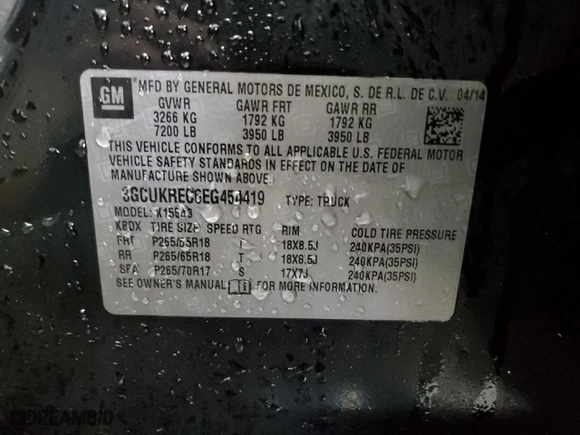 GM
MFD BY GENERAL MOTORS DE MEXICO, S. DE R.L. DE C.V. 04/14
GVWR GAWR FRT GAWR RR
3266 KG 1792 KG 1792 KG
7200 LB 3950 LB 3950 LB
THIS VEHICLE CONFORMS TO ALL APPLICABLE U.S. FEDERAL MOTOR
VEHICLE SAFETY STANDARDS IN EFFECT ON THE DATE OF
MANUFACTURE SHOWN ABOVE.
3GCUKREC8EG450419 TYPE: TRUCK
MODEL: X15543
KBDX TIRE SIZE SPEED RTG RIM COLD TIRE PRESSURE
FRT P265/65R18 T 18X8.5J 240KPA(35PSI)
RR P265/65R18 T 18X8.5J 240KPA(35PSI)
SPA P265/70R17 S 17X7J 240KPA(35PSI)
SEE OWNER'S MANUAL FOR MORE INFORMATION.
DREAMBID